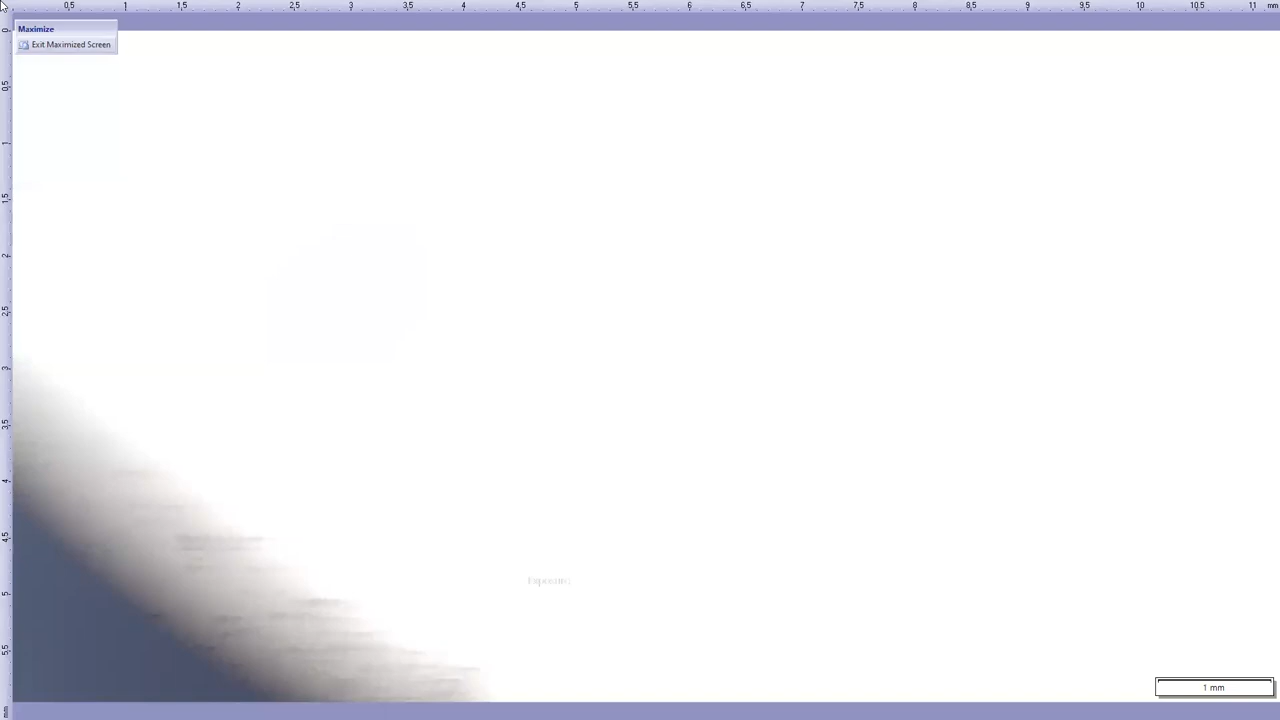 0,5 1 1,5 2 2,5 3 3,5 4 4,5 5 5,5 6 6,5 7 7,5 8 8,5 9 9,5 10 10,5 11 mm
Maximize
Exit Maximized Screen
0
0,5
1
1,5
2
2,5
3
3,5
4
4,5
5
5,5
mm
Exposure:
1 mm